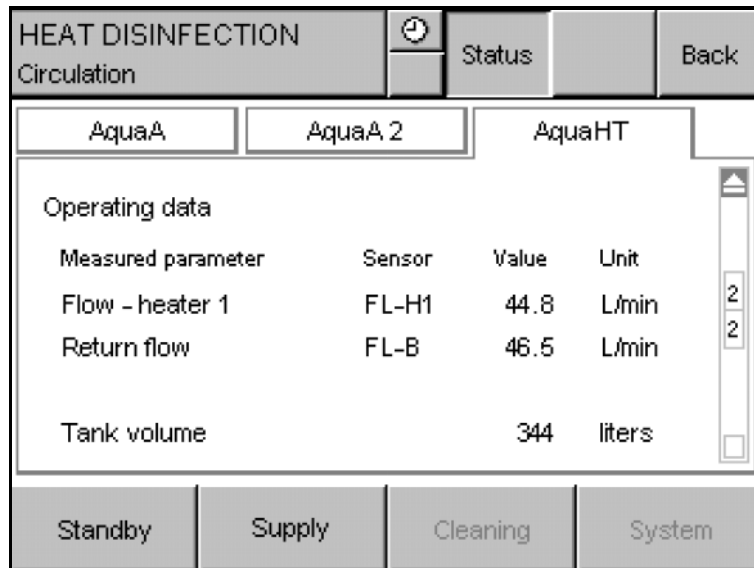 HEAT DISINFECTION
Circulation
Status
Back
AquaA
AquaA 2
AquaHT
Operating data
Measured parameter Sensor Value Unit
Flow - heater 1 FL-H1 44.8 L/min
Return flow FL-B 46.5 L/min
2
2
Tank volume 344 liters
Standby
Supply
Cleaning
System